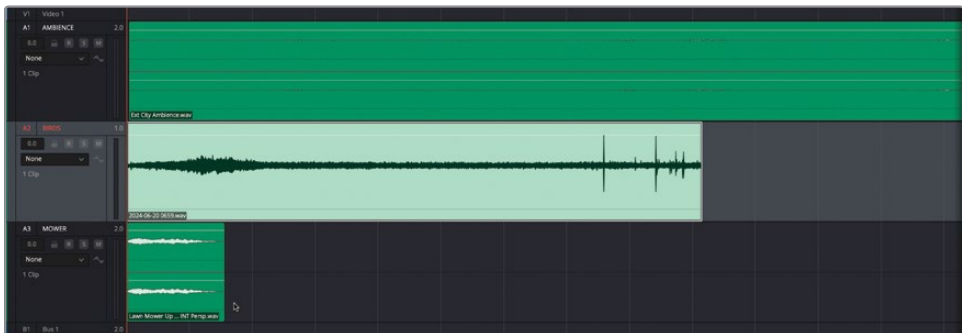 V1 Video 1
A1 AMBIENCE 2.0
0.0 R S M
None
1 Clip
Ext City Ambience.wav
A2 BIRDS 1.0
0.0 R S M
None
1 Clip
2024-06-20 0659.wav
A3 MOWER 2.0
0.0 R S M
None
1 Clip
Lawn Mower Up ... INT Persp.wav
B1 Bus 1 2.0